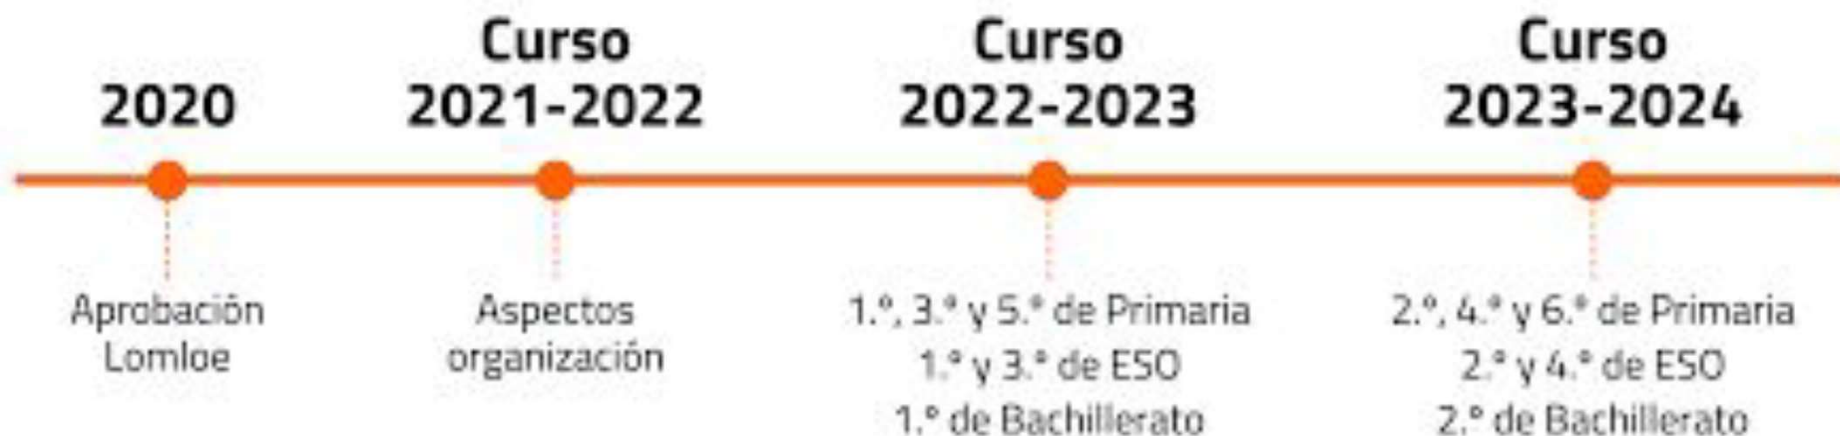 2020
Curso
2021-2022
Curso
2022-2023
Curso
2023-2024
Aprobación
Lomloe
Aspectos
organización
1.º, 3.º y 5.º de Primaria
1.º y 3.º de ESO
1.º de Bachillerato
2.º, 4.º y 6.º de Primaria
2.º y 4.º de ESO
2.º de Bachillerato